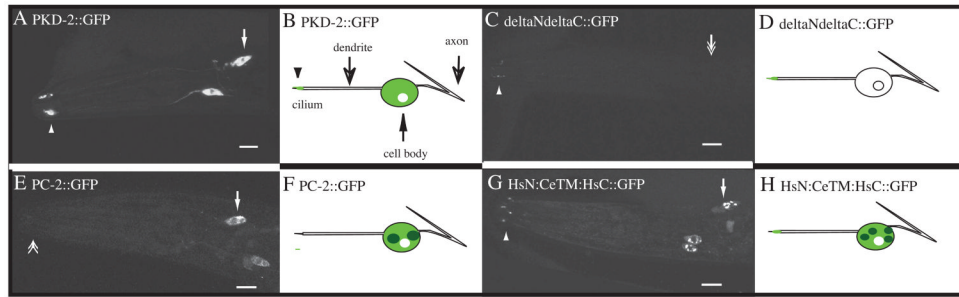 A PKD-2::GFP
B PKD-2::GFP
dendrite
axon
cilium
cell body
C deltaNdeltaC::GFP
D deltaNdeltaC::GFP
E PC-2::GFP
F PC-2::GFP
G HsN:CeTM:HsC::GFP
H HsN:CeTM:HsC::GFP